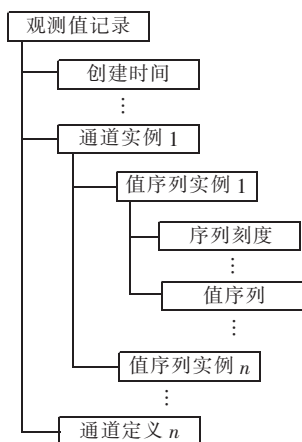 观测值记录
创建时间
⋮
通道实例 1
值序列实例 1
序列刻度
⋮
值序列
⋮
值序列实例 n
⋮
通道定义 n